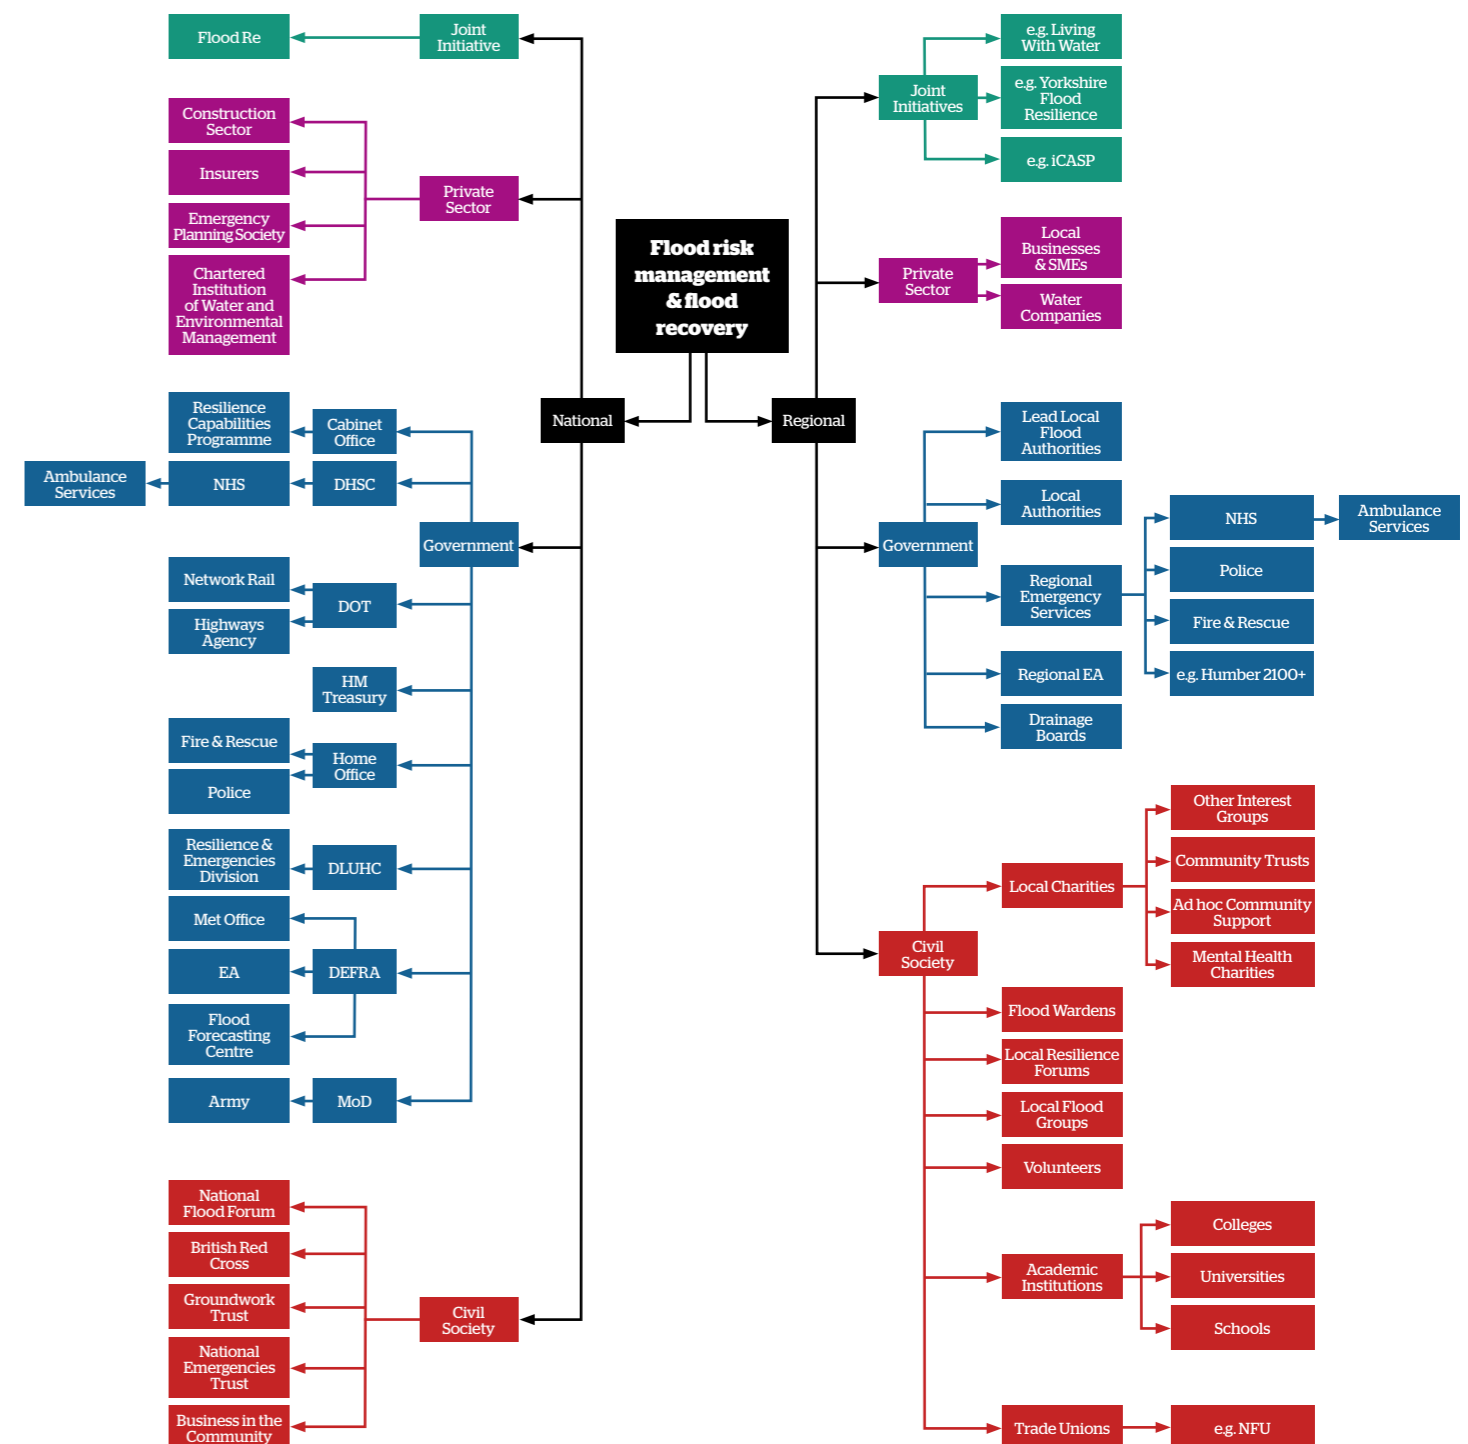 Flood risk
management
& flood
recovery
National
Joint
Initiative
Flood Re
Private
Sector
Construction
Sector
Insurers
Emergency
Planning Society
Chartered
Institution
of Water and
Environmental
Management
Government
Cabinet
Office
Resilience
Capabilities
Programme
DHSC
NHS
Ambulance
Services
DOT
Network Rail
Highways
Agency
HM
Treasury
Home
Office
Fire & Rescue
Police
DLUHC
Resilience &
Emergencies
Division
DEFRA
Met Office
EA
Flood
Forecasting
Centre
MoD
Army
Civil
Society
National
Flood Forum
British Red
Cross
Groundwork
Trust
National
Emergencies
Trust
Business in the
Community
Regional
Joint
Initiatives
e.g. Living
With Water
e.g. Yorkshire
Flood
Resilience
e.g. iCASP
Private
Sector
Local
Businesses
& SMEs
Water
Companies
Government
Lead Local
Flood
Authorities
Local
Authorities
Regional
Emergency
Services
NHS
Ambulance
Services
Police
Fire & Rescue
e.g. Humber 2100+
Regional EA
Drainage
Boards
Civil
Society
Local Charities
Other Interest
Groups
Community Trusts
Ad hoc Community
Support
Mental Health
Charities
Flood Wardens
Local Resilience
Forums
Local Flood
Groups
Volunteers
Academic
Institutions
Colleges
Universities
Schools
Trade Unions
e.g. NFU